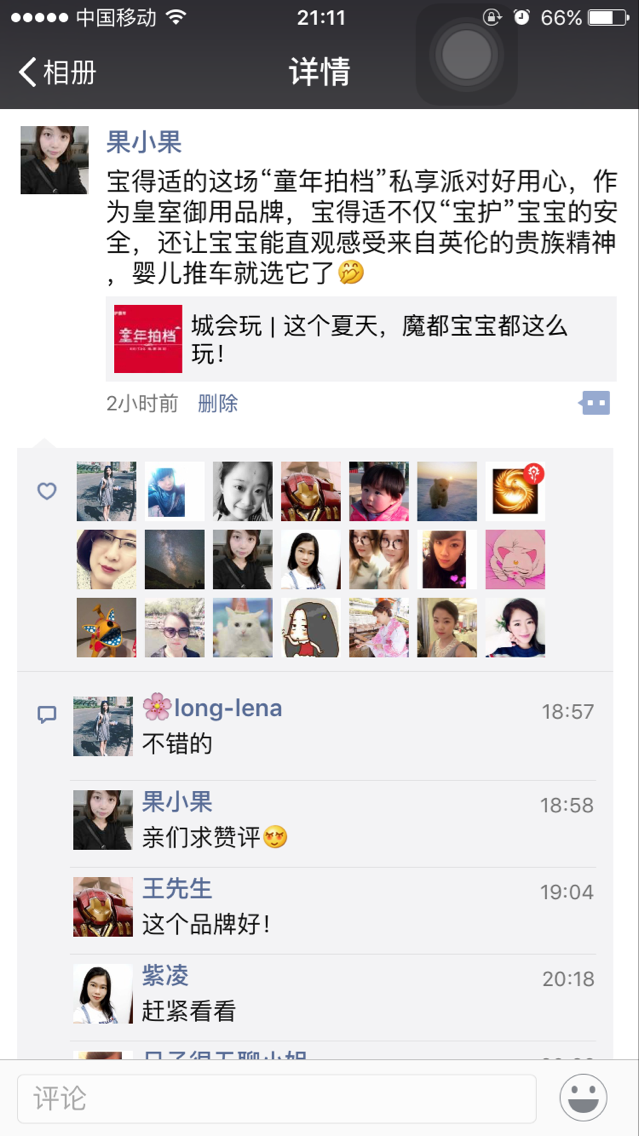 中国移动 21:11 66%
相册 详情
果小果
宝得适的这场“童年拍档”私享派对好用心，作
为皇室御用品牌，宝得适不仅“宝护”宝宝的安
全，还让宝宝能直观感受来自英伦的贵族精神
，婴儿推车就选它了🤭
童年拍档
城会玩 | 这个夏天，魔都宝宝都这么
玩！
2小时前 删除
🌸long-lena 18:57
不错的
果小果 18:58
亲们求赞评
王先生 19:04
这个品牌好！
紫凌 20:18
赶紧看看
评论